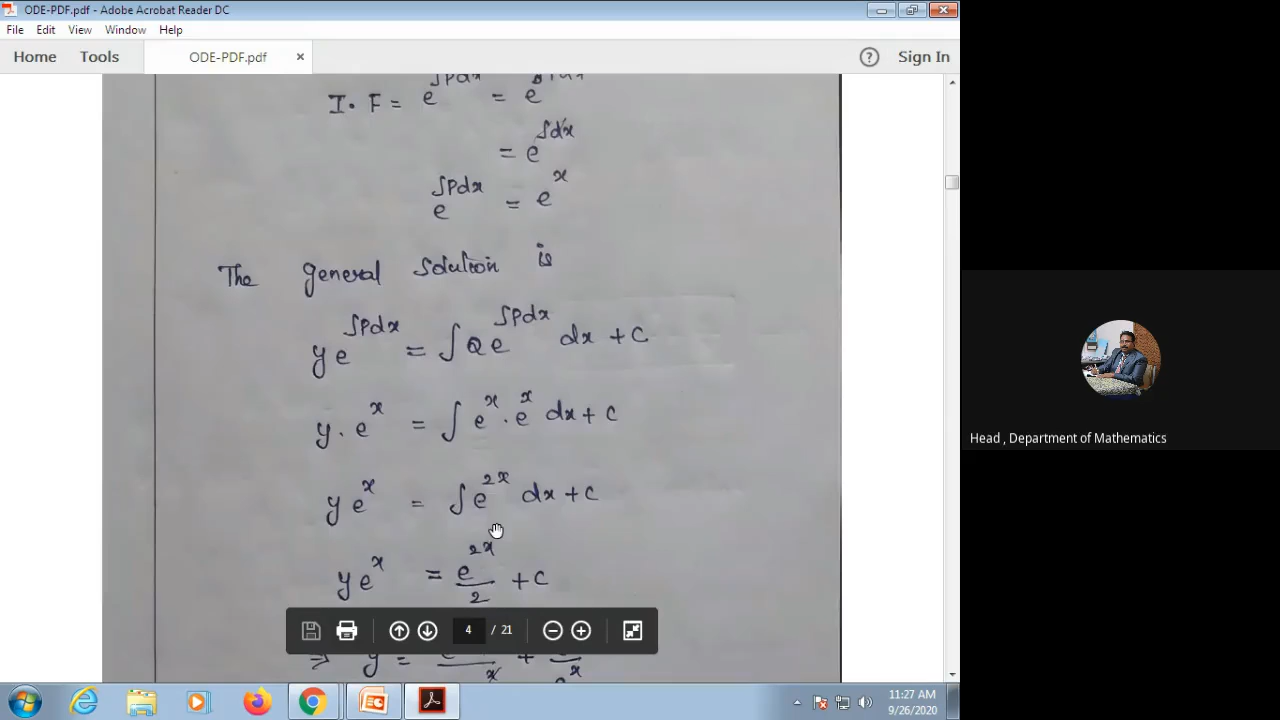 ODE-PDF.pdf - Adobe Acrobat Reader DC
File Edit View Window Help
Home Tools ODE-PDF.pdf × ? Sign In
I. F = e^∫Pdx = e
= e^∫dx
e^∫Pdx = e^x
The general solution is
y e^∫Pdx = ∫Q e^∫Pdx dx + C
y . e^x = ∫ e^x . e^x dx + C
y e^x = ∫e^2x dx + C
y e^x = e^2x/2 + C
4 / 21
⇒ y =
Head , Department of Mathematics
11:27 AM
9/26/2020